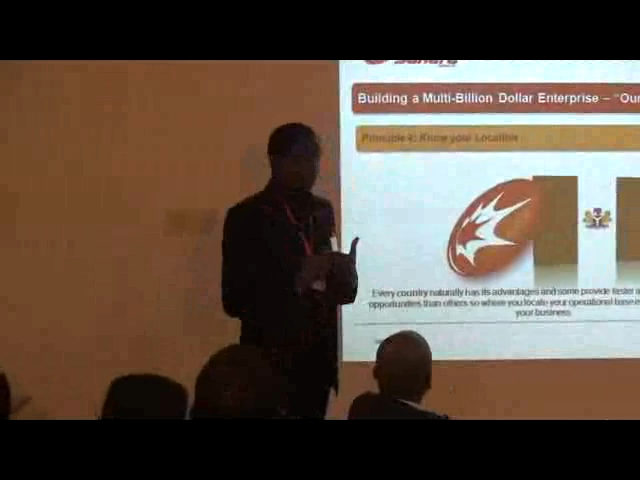 Building a Multi-Billion Dollar Enterprise – "Our
Principle 4: Know your Location
Every country naturally has its advantages and some provide faster a
opportunities than others so where you locate your operational base is
your business.